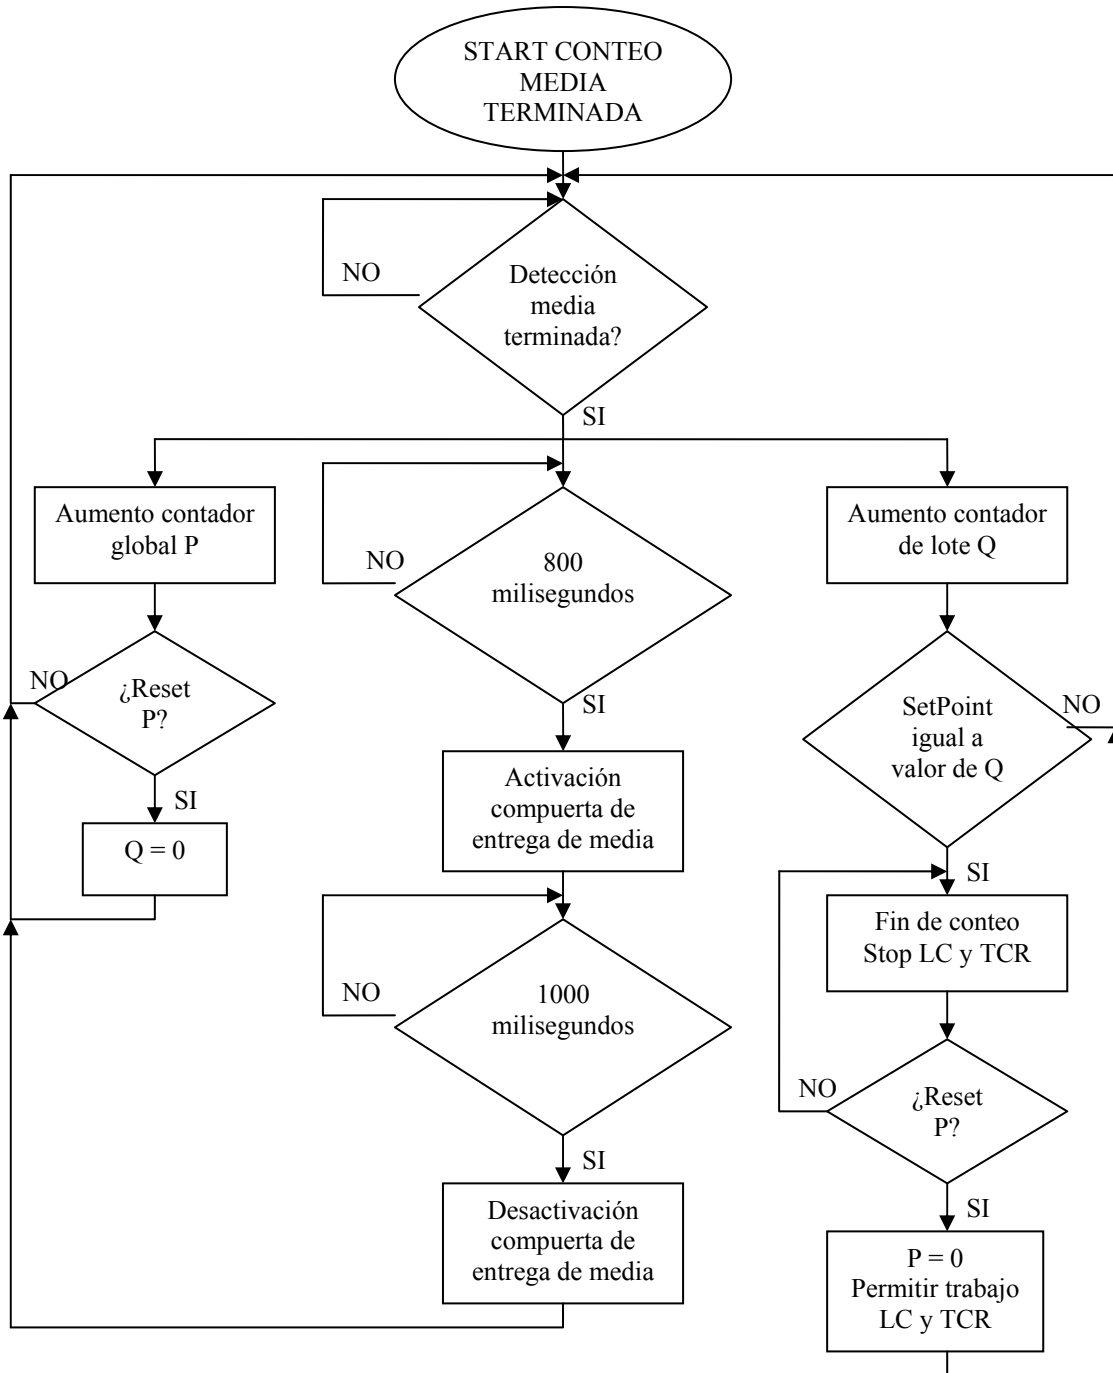 START CONTEO
MEDIA
TERMINADA
NO
Detección
media
terminada?
SI
Aumento contador
global P
NO
800
milisegundos
Aumento contador
de lote Q
NO
¿Reset
P?
SI
SetPoint
igual a
valor de Q
NO
SI
Q = 0
Activación
compuerta de
entrega de media
SI
Fin de conteo
Stop LC y TCR
NO
1000
milisegundos
NO
¿Reset
P?
SI
Desactivación
compuerta de
entrega de media
SI
P = 0
Permitir trabajo
LC y TCR